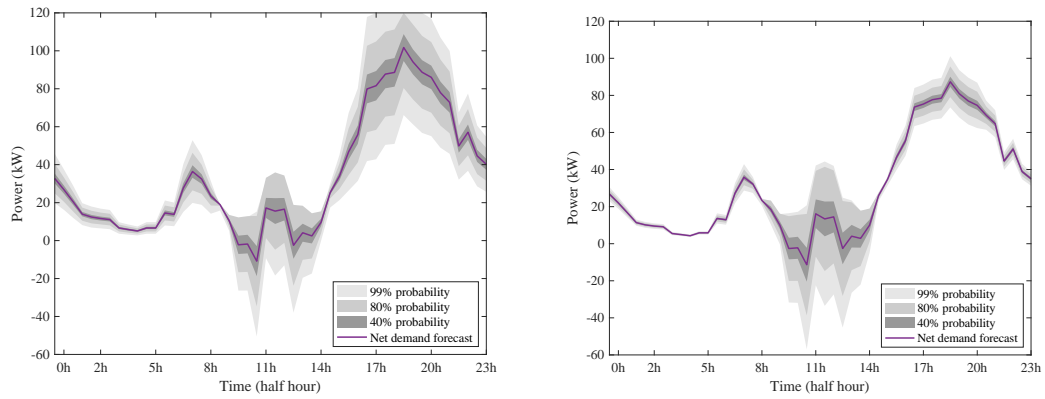 120
100
80
60
40
20
0
-20
-40
-60
Power (kW)
99% probability
80% probability
40% probability
Net demand forecast
0h 2h 5h 8h 11h 14h 17h 20h 23h
Time (half hour)
120
100
80
60
40
20
0
-20
-40
-60
Power (kW)
99% probability
80% probability
40% probability
Net demand forecast
0h 2h 5h 8h 11h 14h 17h 20h 23h
Time (half hour)